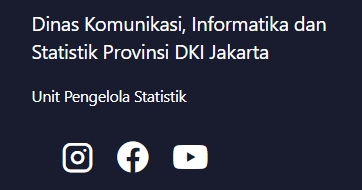 Dinas Komunikasi, Informatika dan
Statistik Provinsi DKI Jakarta
Unit Pengelola Statistik